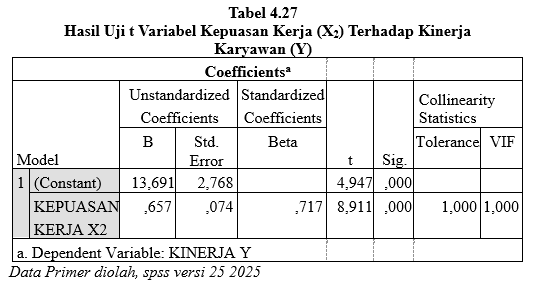 Tabel 4.27
Hasil Uji t Variabel Kepuasan Kerja (X₂) Terhadap Kinerja
Karyawan (Y)
Coefficientsᵃ
Model Unstandardized Coefficients Standardized Coefficients t Sig. Collinearity Statistics
B Std. Error Beta Tolerance VIF
1 (Constant) 13,691 2,768 4,947 ,000
KEPUASAN KERJA X2 ,657 ,074 ,717 8,911 ,000 1,000 1,000
a. Dependent Variable: KINERJA Y
Data Primer diolah, spss versi 25 2025